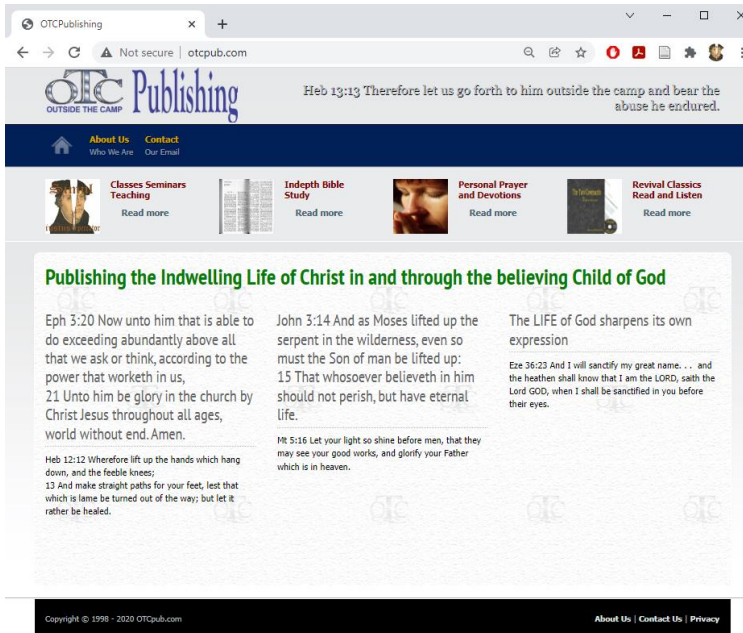 OTCPublishing
Not secure | otcpub.com
OTC Publishing
OUTSIDE THE CAMP
Heb 13:13 Therefore let us go forth to him outside the camp and bear the
abuse he endured.
About Us Contact
Who We Are Our Email
Classes Seminars
Teaching
Read more
Indepth Bible
Study
Read more
Personal Prayer
and Devotions
Read more
Revival Classics
Read and Listen
Read more
Publishing the Indwelling Life of Christ in and through the believing Child of God
Eph 3:20 Now unto him that is able to
do exceeding abundantly above all
that we ask or think, according to the
power that worketh in us,
21 Unto him be glory in the church by
Christ Jesus throughout all ages,
world without end. Amen.
Heb 12:12 Wherefore lift up the hands which hang
down, and the feeble knees;
13 And make straight paths for your feet, lest that
which is lame be turned out of the way; but let it
rather be healed.
John 3:14 And as Moses lifted up the
serpent in the wilderness, even so
must the Son of man be lifted up:
15 That whosoever believeth in him
should not perish, but have eternal
life.
Mt 5:16 Let your light so shine before men, that they
may see your good works, and glorify your Father
which is in heaven.
The LIFE of God sharpens its own
expression
Eze 36:23 And I will sanctify my great name. . .  and
the heathen shall know that I am the LORD, saith the
Lord GOD, when I shall be sanctified in you before
their eyes.
Copyright © 1998 - 2020 OTCpub.com
About Us | Contact Us | Privacy